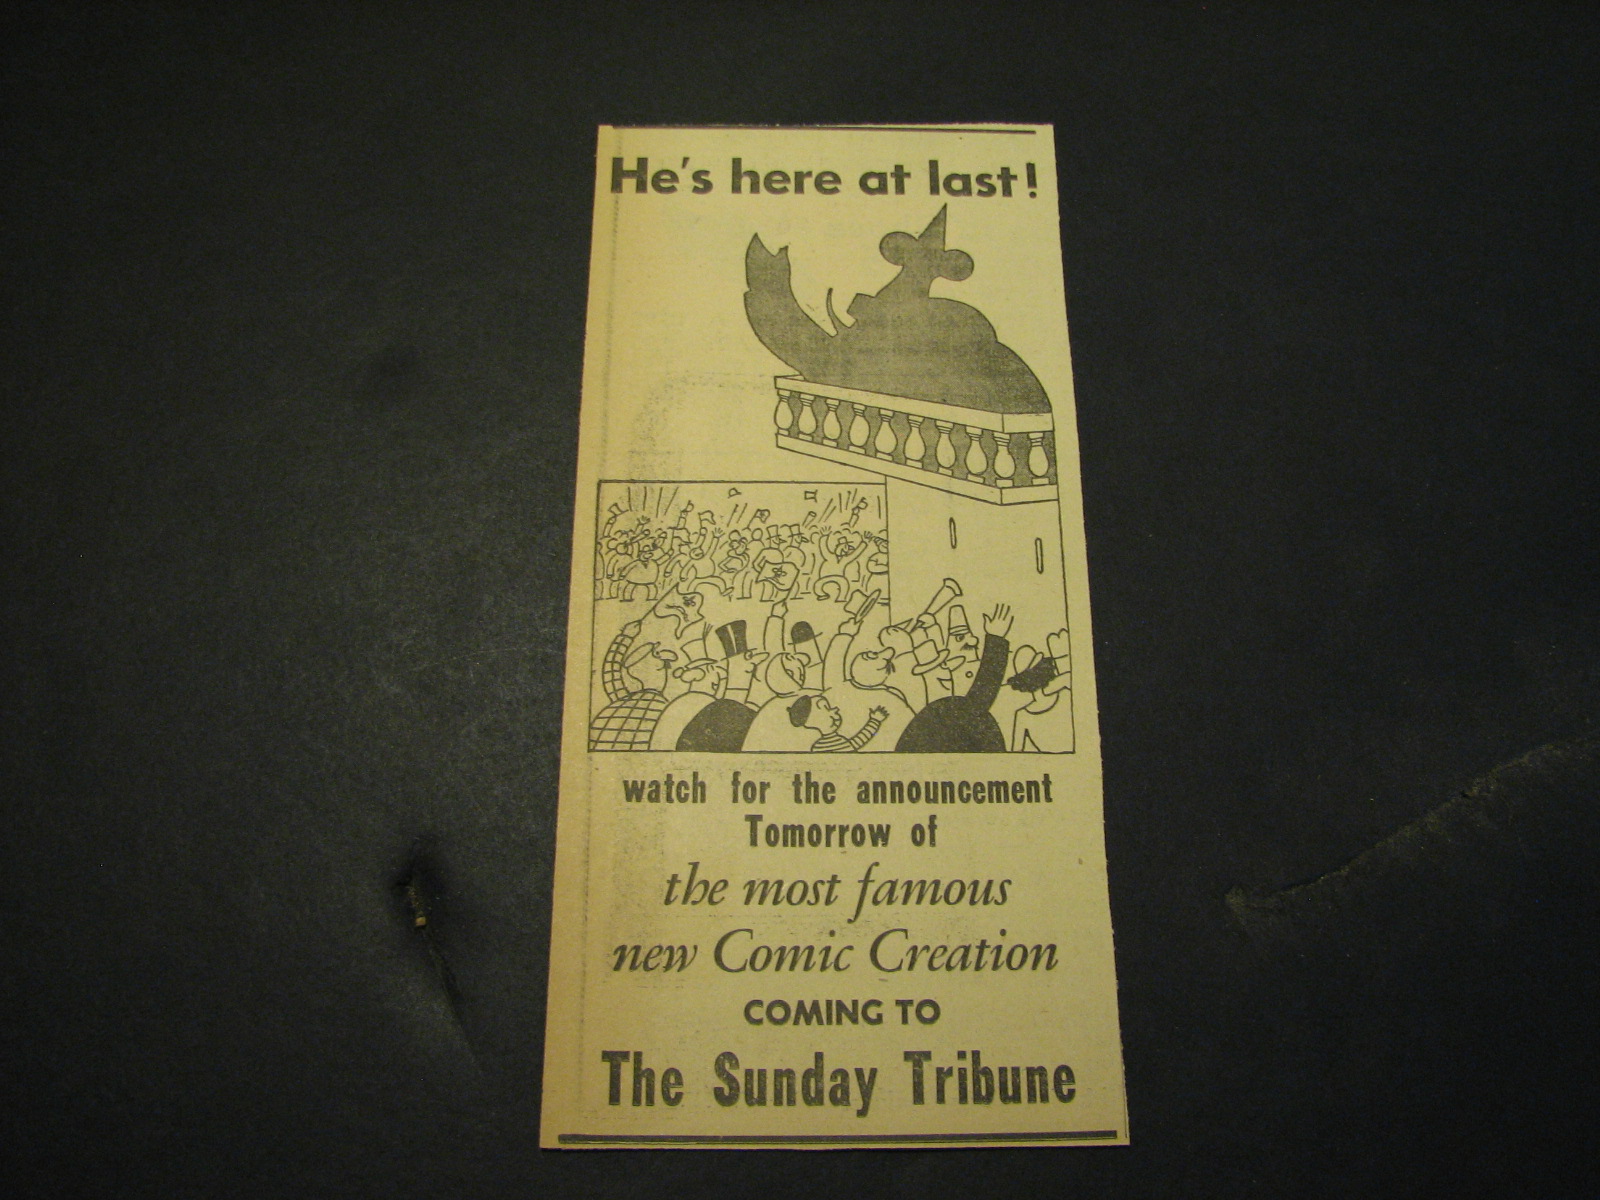 He's here at last!
watch for the announcement
Tomorrow of
the most famous
new Comic Creation
COMING TO
The Sunday Tribune